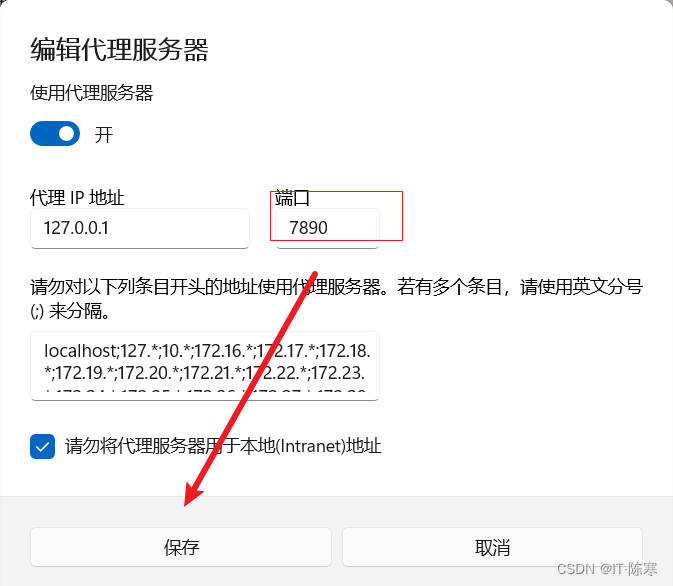 编辑代理服务器
使用代理服务器
开
代理 IP 地址
端口
127.0.0.1
7890
请勿对以下列条目开头的地址使用代理服务器。若有多个条目，请使用英文分号
(;) 来分隔。
localhost;127.*;10.*;172.16.*;172.17.*;172.18.
*;172.19.*;172.20.*;172.21.*;172.22.*;172.23.
请勿将代理服务器用于本地(Intranet)地址
保存
取消
CSDN @IT·陈寒